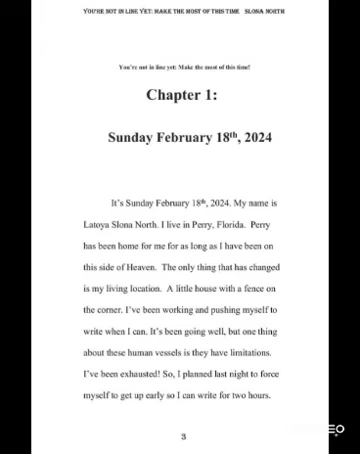 YOU'RE NOT IN LINE YET: MAKE THE MOST OF THIS TIME SLONA NORTH
You're not in line yet: Make the most of this time!
Chapter 1:
Sunday February 18th, 2024
It's Sunday February 18th, 2024. My name is
Latoya Slona North. I live in Perry, Florida. Perry
has been home for me for as long as I have been on
this side of Heaven. The only thing that has changed
is my living location. A little house with a fence on
the corner. I've been working and pushing myself to
write when I can. It's been going well, but one thing
about these human vessels is they have limitations.
I've been exhausted! So, I planned last night to force
myself to get up early so I can write for two hours.
3